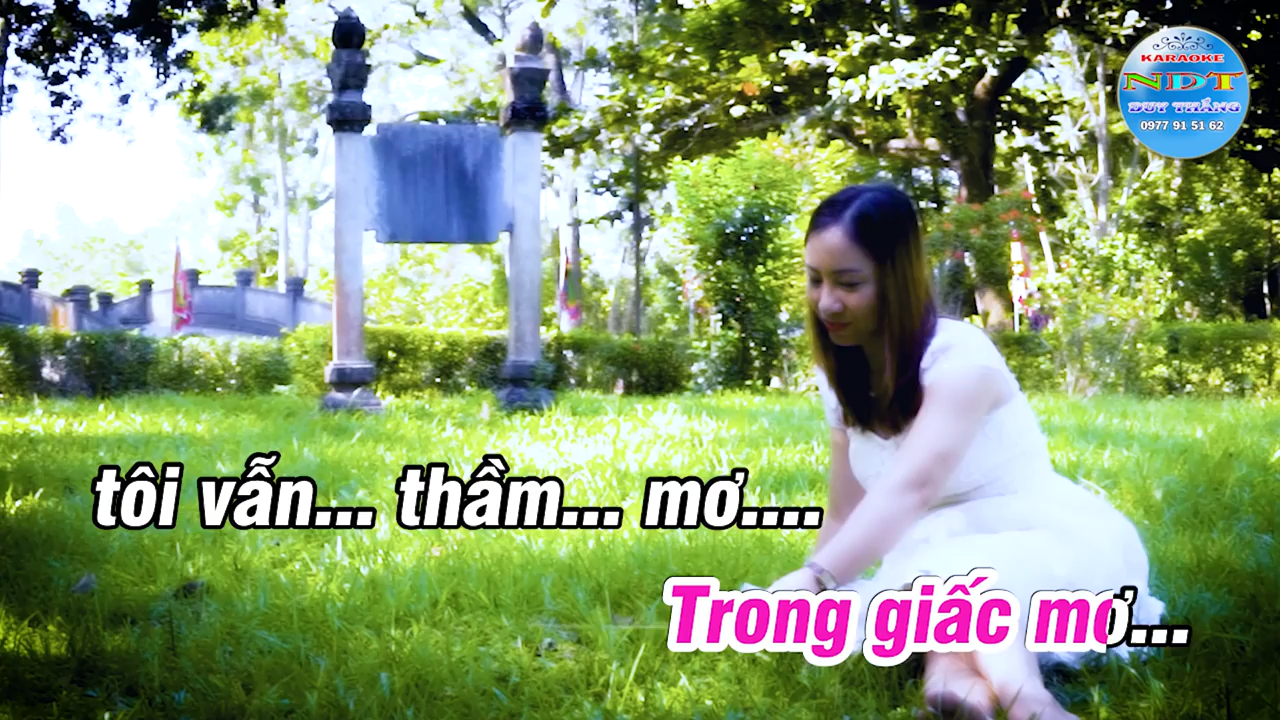 KARAOKE
NDT
DUY THẮNG
0977 91 51 62
tôi vẫn... thầm... mơ....
Trong giấc mơ...